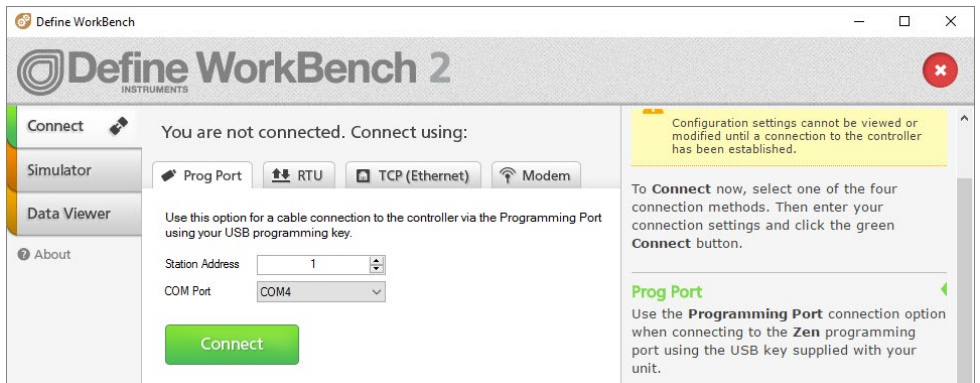 Define WorkBench
Define WorkBench 2
INSTRUMENTS
Connect
Simulator
Data Viewer
About
You are not connected. Connect using:
Prog Port
RTU
TCP (Ethernet)
Modem
Use this option for a cable connection to the controller via the Programming Port
using your USB programming key.
Station Address 1
COM Port COM4
Connect
Configuration settings cannot be viewed or
modified until a connection to the controller
has been established.
To Connect now, select one of the four
connection methods. Then enter your
connection settings and click the green
Connect button.
Prog Port
Use the Programming Port connection option
when connecting to the Zen programming
port using the USB key supplied with your
unit.